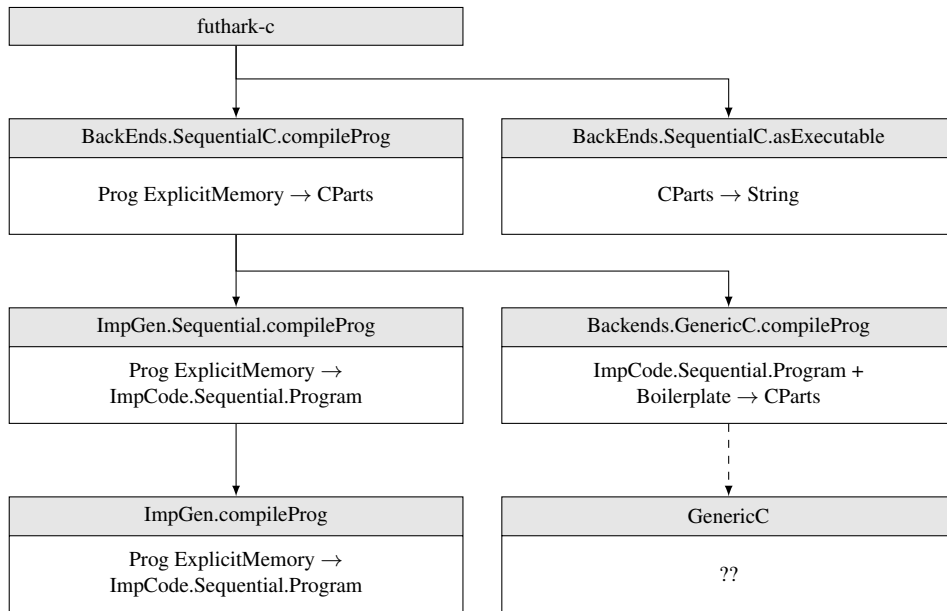 futhark-c
BackEnds.SequentialC.compileProg
Prog ExplicitMemory → CParts
BackEnds.SequentialC.asExecutable
CParts → String
ImpGen.Sequential.compileProg
Prog ExplicitMemory →
ImpCode.Sequential.Program
Backends.GenericC.compileProg
ImpCode.Sequential.Program +
Boilerplate → CParts
ImpGen.compileProg
Prog ExplicitMemory →
ImpCode.Sequential.Program
GenericC
??